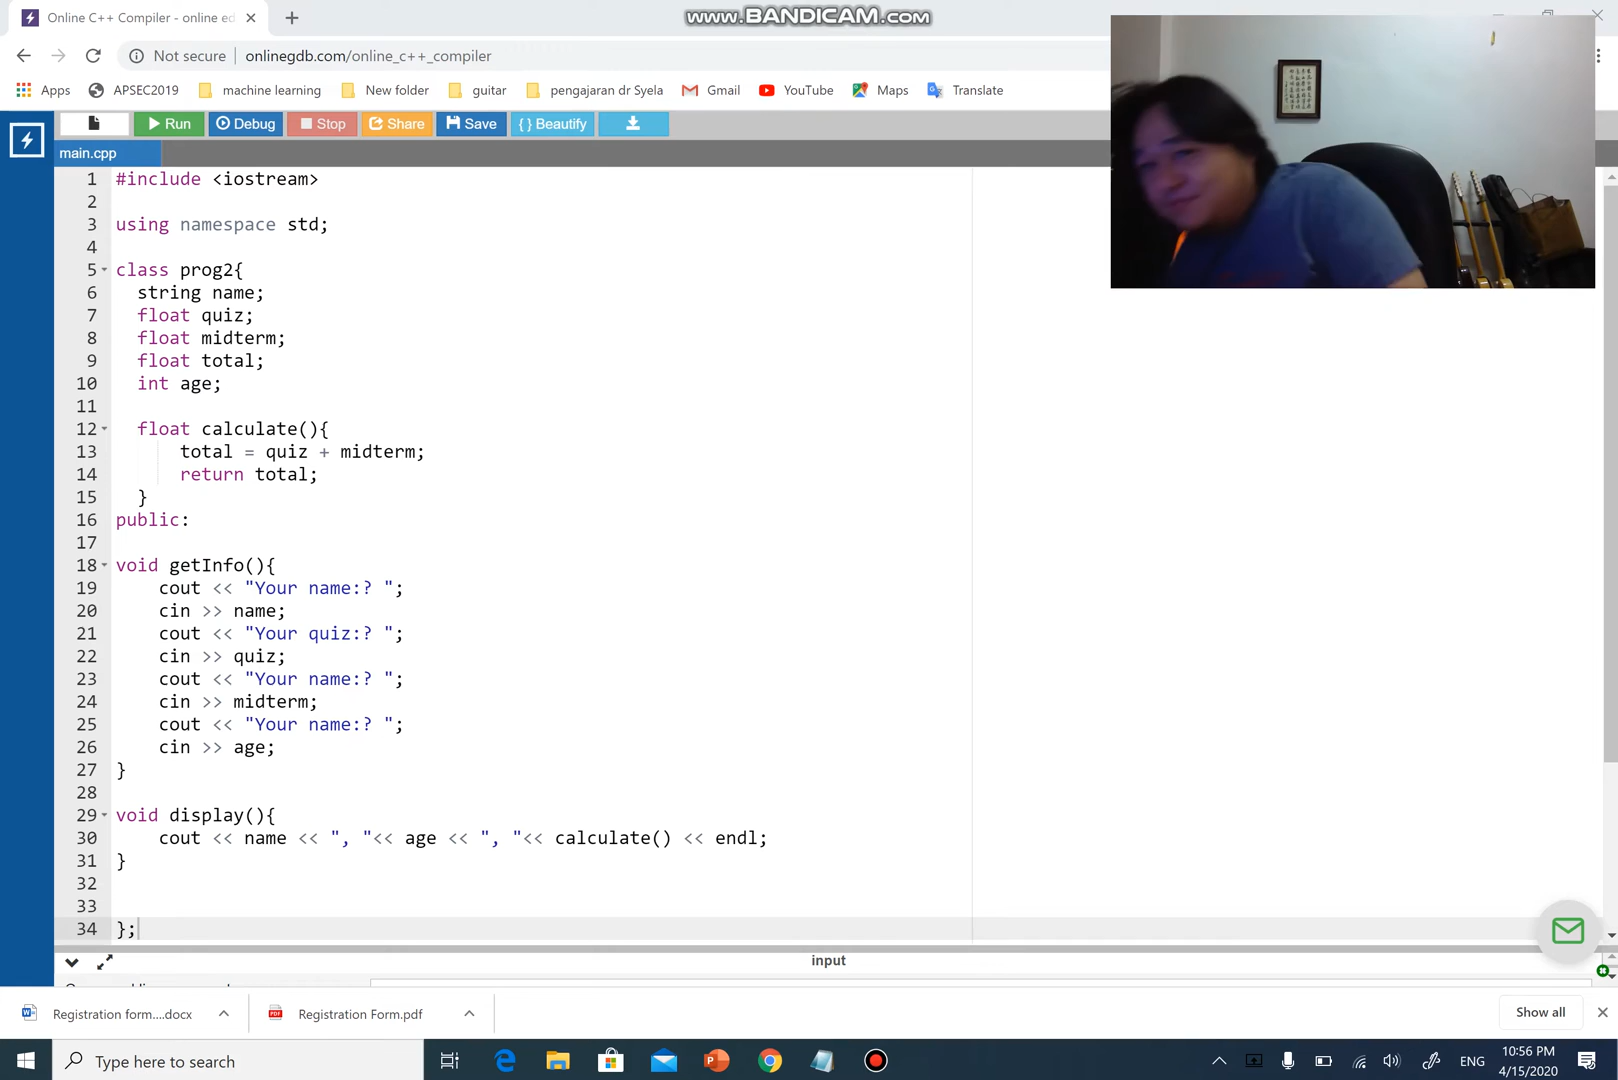 Online C++ Compiler - online ed
www.BANDICAM.com
Not secure
onlinegdb.com/online_c++_compiler
Apps
APSEC2019
machine learning
New folder
guitar
pengajaran dr Syela
Gmail
YouTube
Maps
Translate
Run
Debug
Stop
Share
Save
{ } Beautify
main.cpp
1 #include <iostream>
2
3 using namespace std;
4
5 class prog2{
6 string name;
7 float quiz;
8 float midterm;
9 float total;
10 int age;
11
12 float calculate(){
13 total = quiz + midterm;
14 return total;
15 }
16 public:
17
18 void getInfo(){
19 cout << "Your name:? ";
20 cin >> name;
21 cout << "Your quiz:? ";
22 cin >> quiz;
23 cout << "Your name:? ";
24 cin >> midterm;
25 cout << "Your name:? ";
26 cin >> age;
27 }
28
29 void display(){
30 cout << name << ", "<< age << ", "<< calculate() << endl;
31 }
32
33
34 };
input
Registration form....docx
Registration Form.pdf
Show all
Type here to search
ENG
10:56 PM
4/15/2020